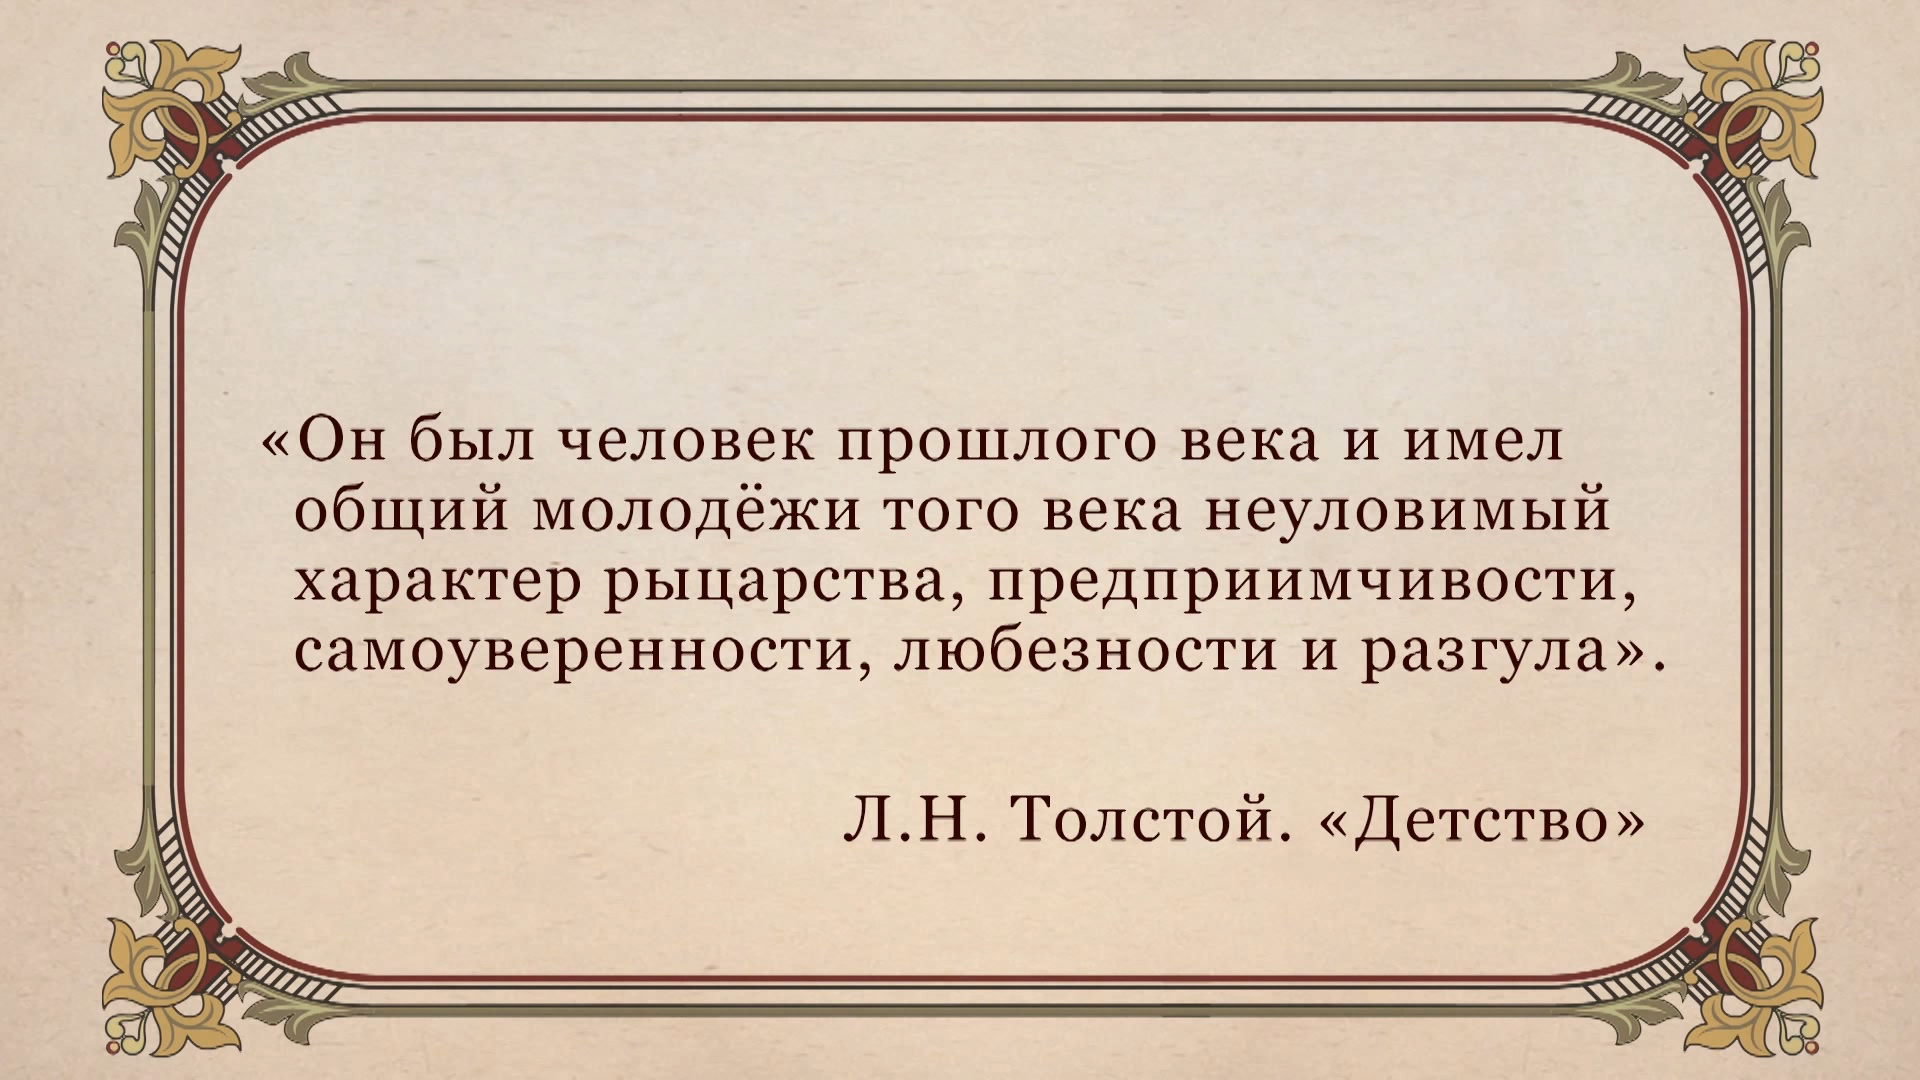 «Он был человек прошлого века и имел
общий молодёжи того века неуловимый
характер рыцарства, предприимчивости,
самоуверенности, любезности и разгула».
Л.Н. Толстой. «Детство»